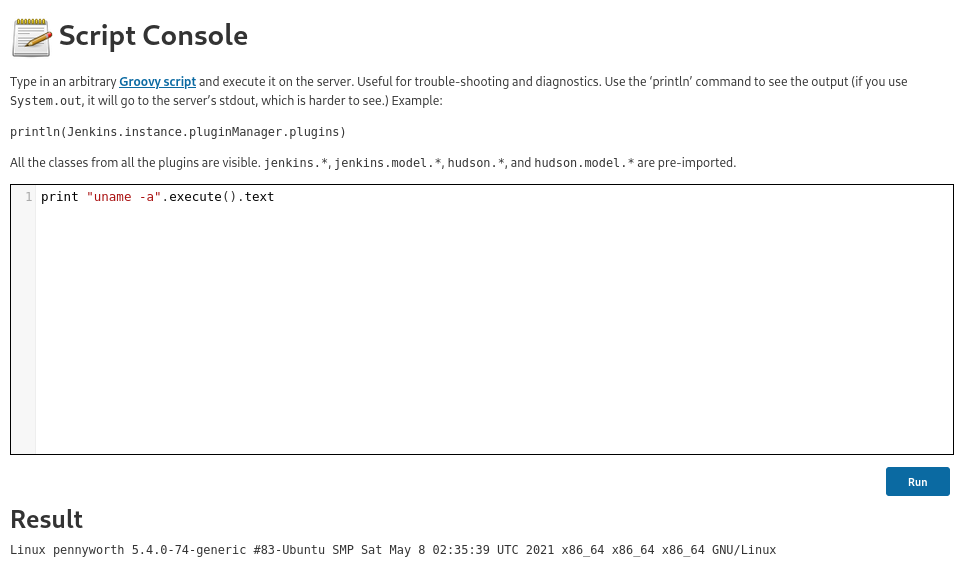 Script Console
Type in an arbitrary Groovy script and execute it on the server. Useful for trouble-shooting and diagnostics. Use the ‘println’ command to see the output (if you use
System.out, it will go to the server’s stdout, which is harder to see.) Example:
println(Jenkins.instance.pluginManager.plugins)
All the classes from all the plugins are visible. jenkins.*, jenkins.model.*, hudson.*, and hudson.model.* are pre-imported.
1 print "uname -a".execute().text
Run
Result
Linux pennyworth 5.4.0-74-generic #83-Ubuntu SMP Sat May 8 02:35:39 UTC 2021 x86_64 x86_64 x86_64 GNU/Linux